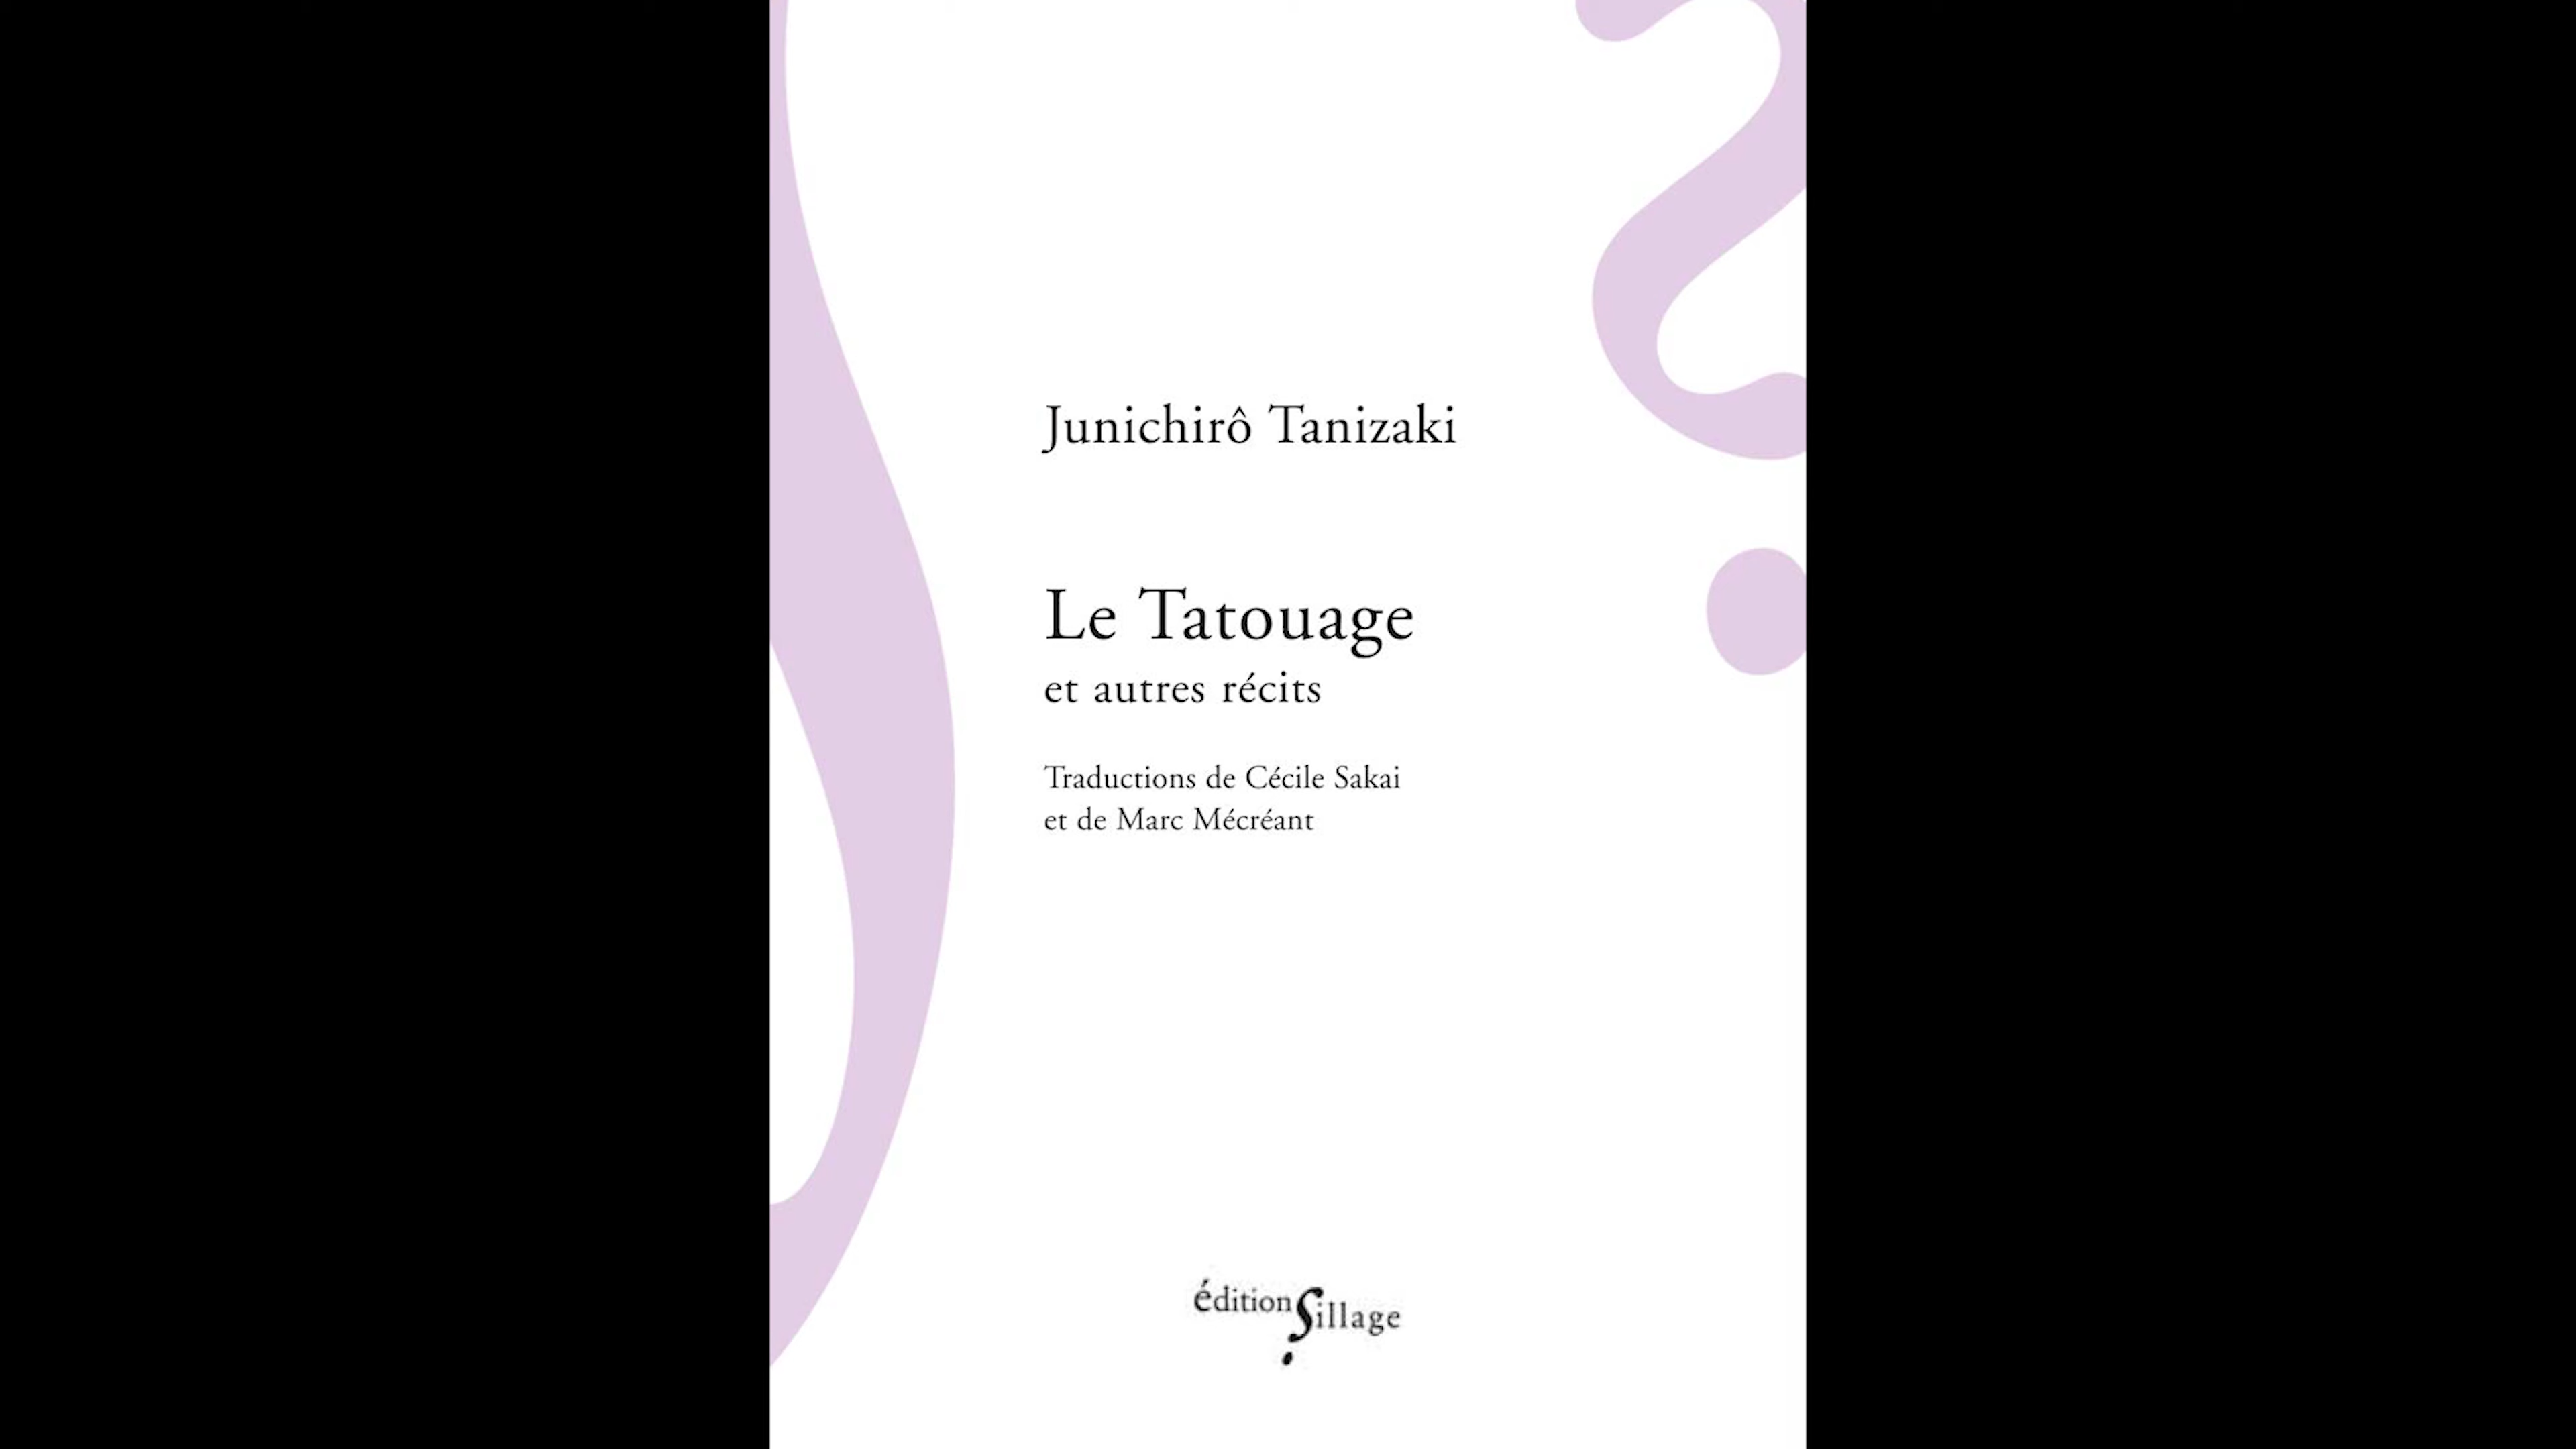 Junichirô Tanizaki
Le Tatouage
et autres récits
Traductions de Cécile Sakai
et de Marc Mécréant
édition Sillage